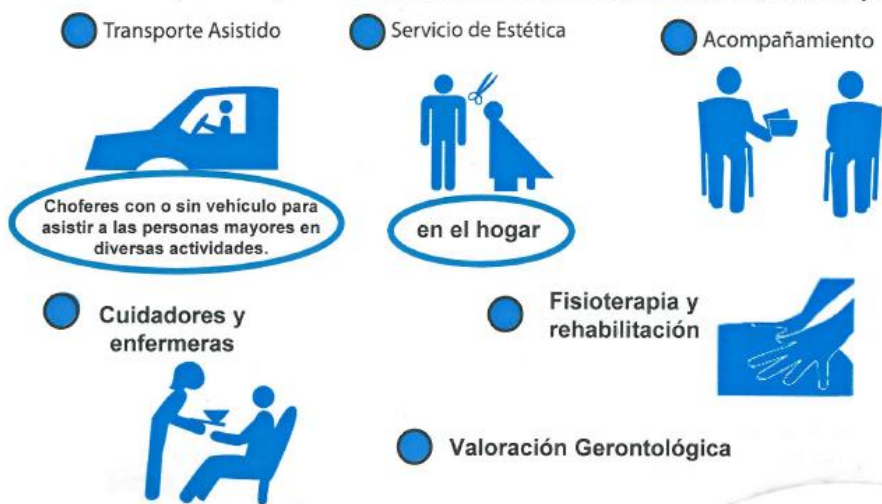 Transporte Asistido
Servicio de Estética
Acompañamiento
Choferes con o sin vehículo para
asistir a las personas mayores en
diversas actividades.
en el hogar
Cuidadores y
enfermeras
Fisioterapia y
rehabilitación
Valoración Gerontológica